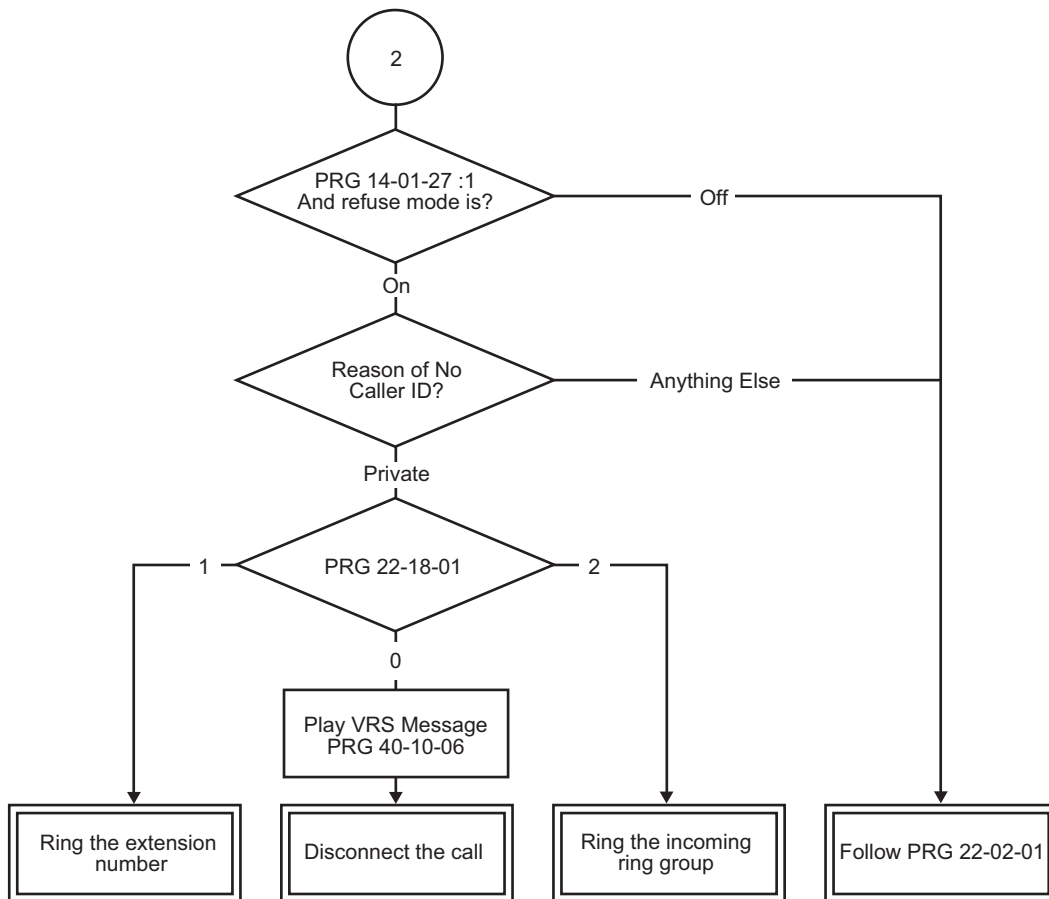 2
PRG 14-01-27 :1
And refuse mode is?
Off
On
Reason of No
Caller ID?
Anything Else
Private
1
PRG 22-18-01
2
0
Play VRS Message
PRG 40-10-06
Ring the extension
number
Disconnect the call
Ring the incoming
ring group
Follow PRG 22-02-01